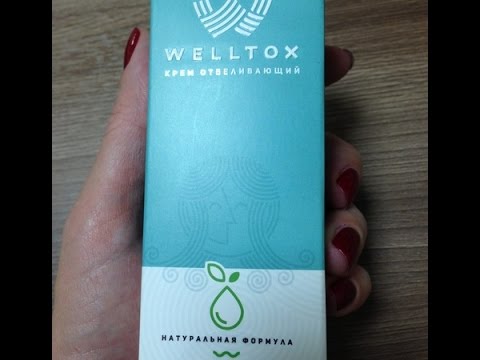 WELLTOX
КРЕМ ОТБЕЛИВАЮЩИЙ
НАТУРАЛЬНАЯ ФОРМУЛА